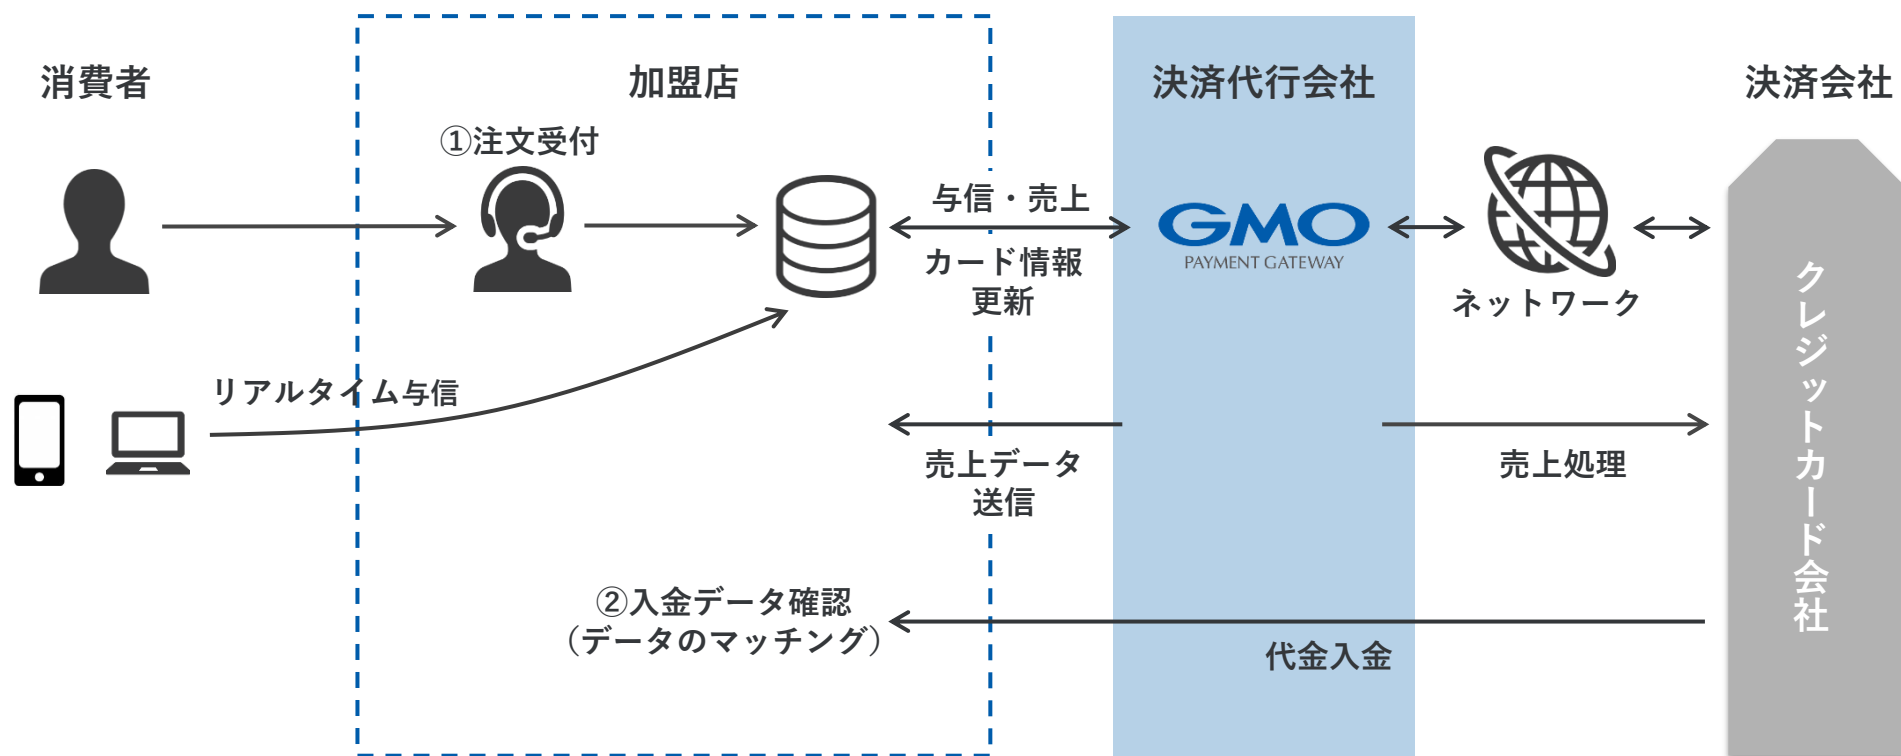 消費者
加盟店
決済代行会社
決済会社
①注文受付
与信・売上
カード情報
更新
GMO
PAYMENT GATEWAY
ネットワーク
リアルタイム与信
売上データ
送信
売上処理
②入金データ確認
（データのマッチング）
代金入金
クレジットカード会社